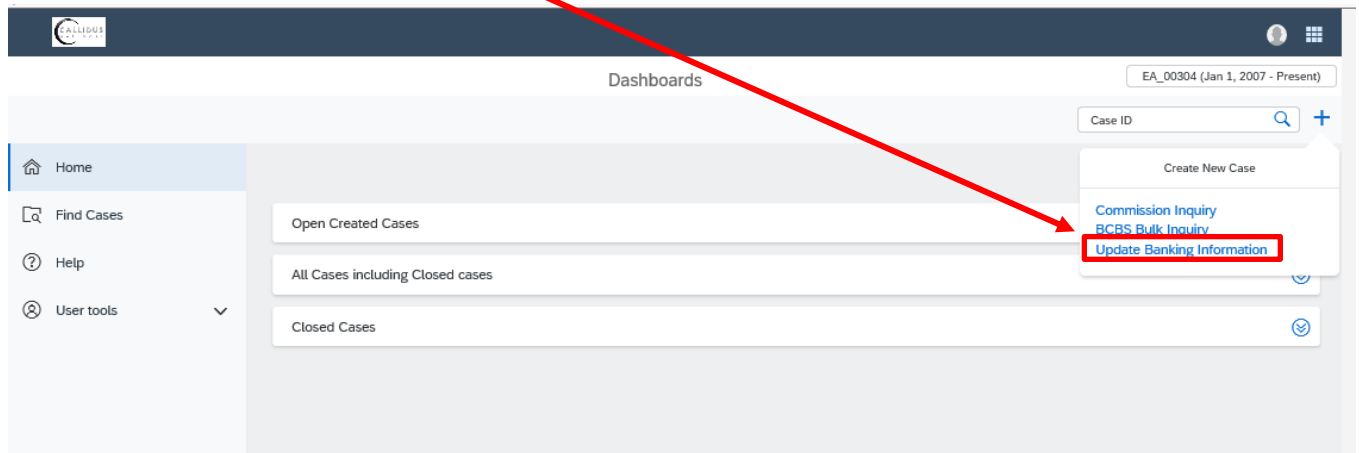 CALLIDUS
Dashboards
EA_00304 (Jan 1, 2007 - Present)
Case ID
Home
Find Cases
Help
User tools
Create New Case
Commission Inquiry
BCBS Bulk Inquiry
Update Banking Information
Open Created Cases
All Cases including Closed cases
Closed Cases